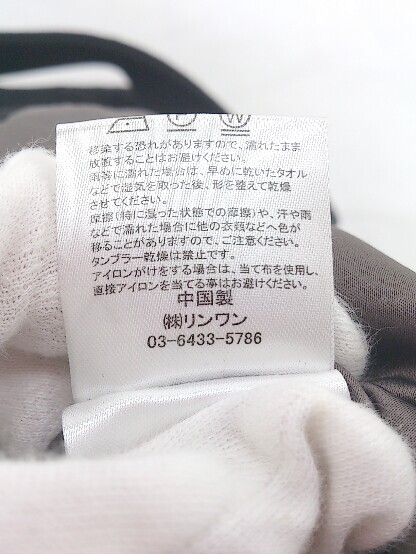 移染する恐れがありますので、濡れたまま
放置することはお避けください。
雨等に濡れた場合は、早めに乾いたタオル
などで湿気を取った後、形を整えて乾燥
させてください。
摩擦(特に湿った状態での摩擦)や、汗や雨
などで濡れた場合に他の衣類などへ色が
移ることがありますので、ご注意ください。
タンブラー乾燥は禁止です。
アイロンがけをする場合は、当て布を使用し、
直接アイロンを当てる事はお避けください。
中国製
㈱リンワン
03-6433-5786